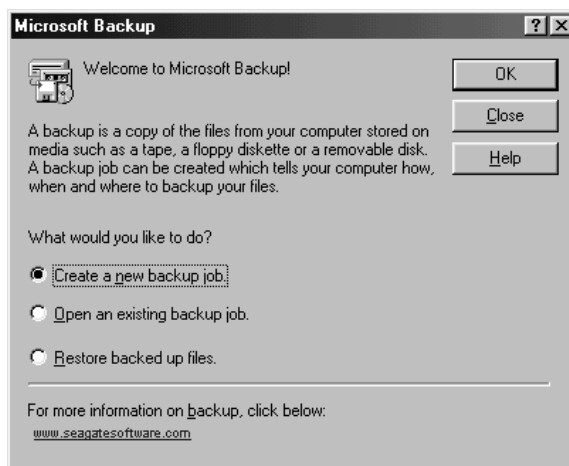 Microsoft Backup
Welcome to Microsoft Backup!
OK
Close
Help
A backup is a copy of the files from your computer stored on
media such as a tape, a floppy diskette or a removable disk.
A backup job can be created which tells your computer how,
when and where to backup your files.
What would you like to do?
Create a new backup job.
Open an existing backup job.
Restore backed up files.
For more information on backup, click below:
www.seagatesoftware.com